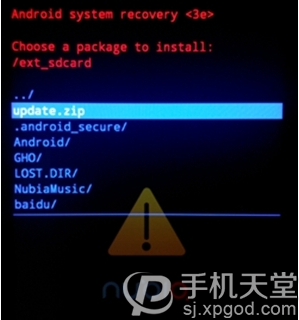 Android system recovery <3e>
Choose a package to install:
/ext_sdcard
../
update.zip
.android_secure/
Android/
GHO/
LOST.DIR/
NubiaMusic/
baidu/
手机天堂
sj.xpgod.com